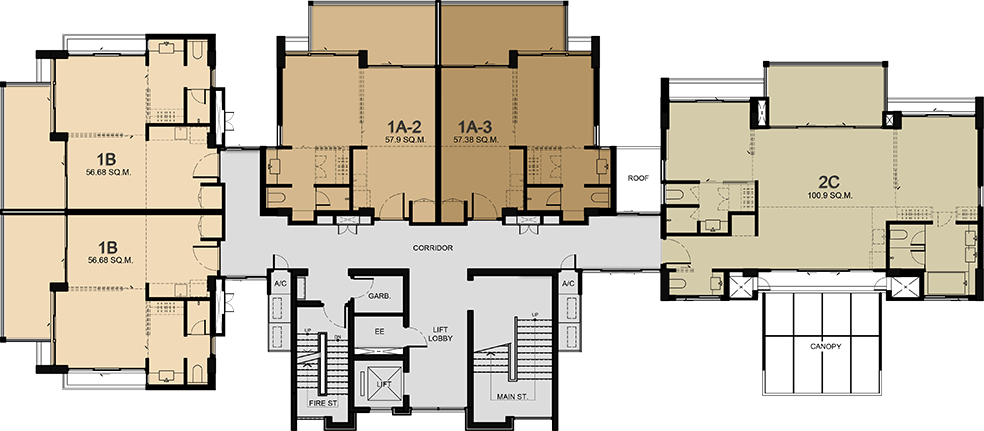 1A-2
57.9 SQ.M.
1A-3
57.38 SQ.M.
1B
56.68 SQ.M.
ROOF
2C
100.9 SQ.M.
1B
56.68 SQ.M.
CORRIDOR
A/C
GARB.
A/C
UP
DN
EE
LIFT
LOBBY
UP
CANOPY
LIFT
FIRE ST.
MAIN ST.